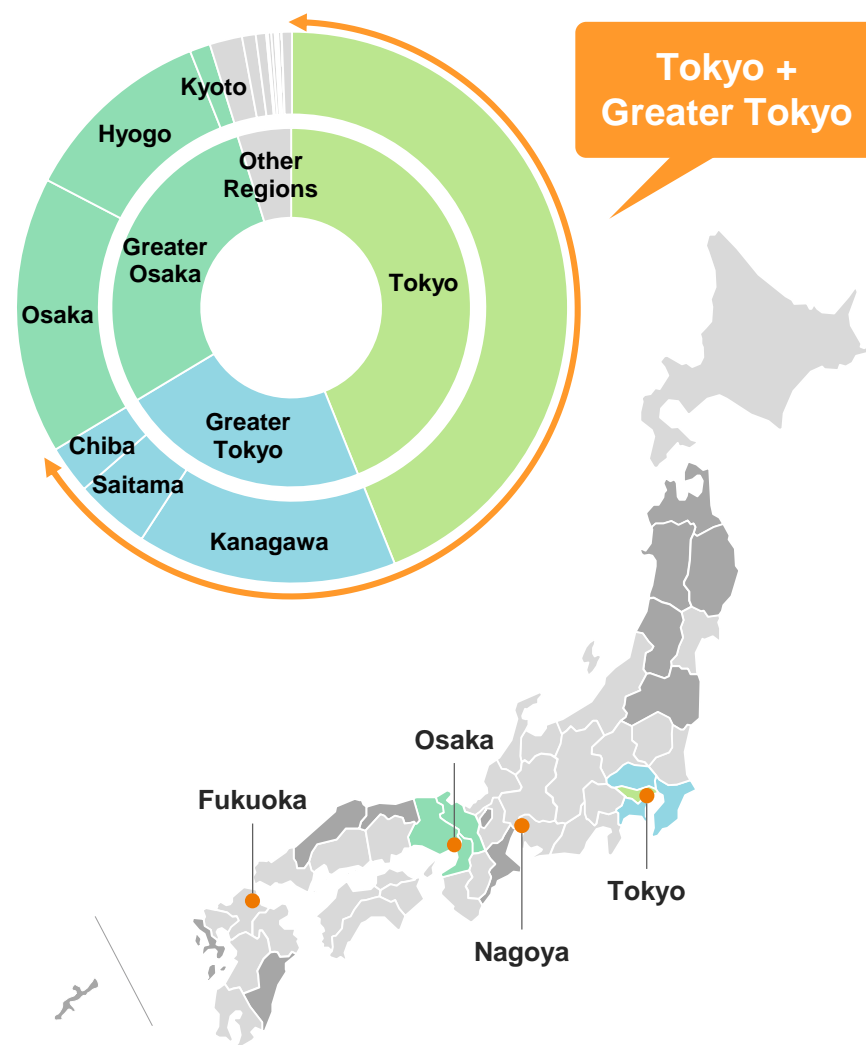 Tokyo +
Greater Tokyo
Kyoto
Hyogo
Other
Regions
Greater
Osaka
Tokyo
Osaka
Greater
Tokyo
Chiba
Saitama
Kanagawa
Osaka
Fukuoka
Tokyo
Nagoya